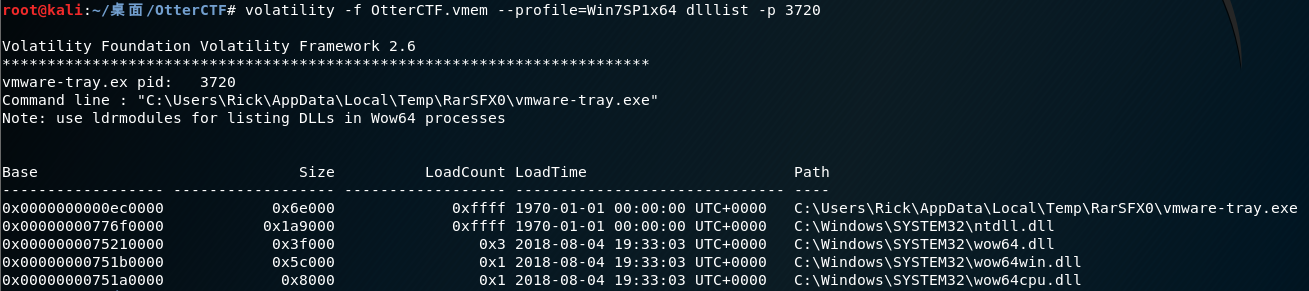 root@kali:~/桌面/OtterCTF# volatility -f OtterCTF.vmem --profile=Win7SP1x64 dlllist -p 3720
Volatility Foundation Volatility Framework 2.6
************************************************************************
vmware-tray.ex pid:   3720
Command line : "C:\Users\Rick\AppData\Local\Temp\RarSFX0\vmware-tray.exe"
Note: use ldrmodules for listing DLLs in Wow64 processes
Base                             Size          LoadCount LoadTime                       Path
------------------ ------------------ ------------------ ------------------------------ ----
0x0000000000ec0000            0x6e000             0xffff 1970-01-01 00:00:00 UTC+0000   C:\Users\Rick\AppData\Local\Temp\RarSFX0\vmware-tray.exe
0x00000000776f0000           0x1a9000             0xffff 1970-01-01 00:00:00 UTC+0000   C:\Windows\SYSTEM32\ntdll.dll
0x0000000075210000            0x3f000                0x3 2018-08-04 19:33:03 UTC+0000   C:\Windows\SYSTEM32\wow64.dll
0x00000000751b0000            0x5c000                0x1 2018-08-04 19:33:03 UTC+0000   C:\Windows\SYSTEM32\wow64win.dll
0x00000000751a0000             0x8000                0x1 2018-08-04 19:33:03 UTC+0000   C:\Windows\SYSTEM32\wow64cpu.dll